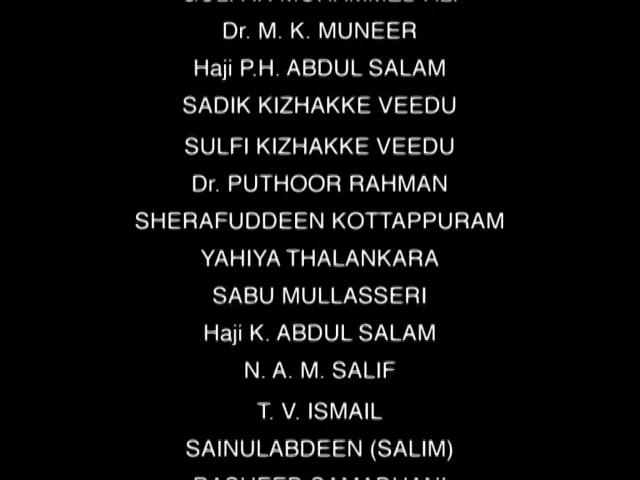 Dr. M. K. MUNEER
Haji P.H. ABDUL SALAM
SADIK KIZHAKKE VEEDU
SULFI KIZHAKKE VEEDU
Dr. PUTHOOR RAHMAN
SHERAFUDDEEN KOTTAPPURAM
YAHIYA THALANKARA
SABU MULLASSERI
Haji K. ABDUL SALAM
N. A. M. SALIF
T. V. ISMAIL
SAINULABDEEN (SALIM)